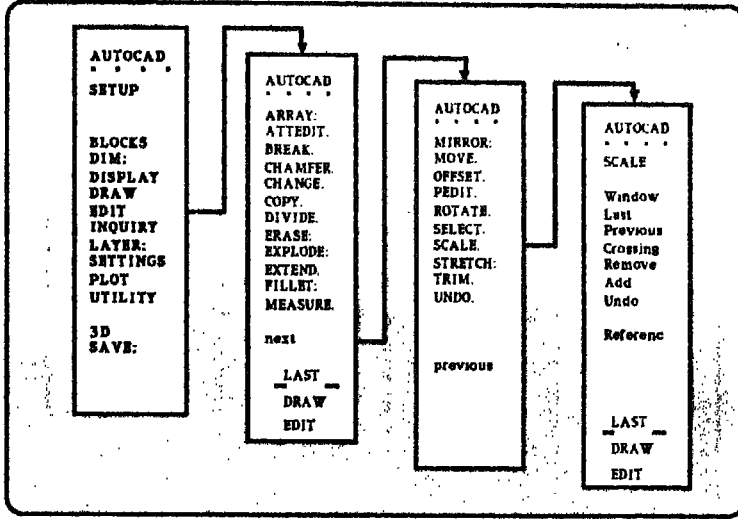 AUTOCAD
* * * *
SETUP
BLOCKS
DIM:
DISPLAY
DRAW
EDIT
INQUIRY
LAYER:
SETTINGS
PLOT
UTILITY
3D
SAVE:
AUTOCAD
* * * *
ARRAY:
ATTEDIT.
BREAK.
CHAMFER.
CHANGE.
COPY.
DIVIDE.
ERASE:
EXPLODE:
EXTEND.
FILLET:
MEASURE.
next
_LAST_
DRAW
EDIT
AUTOCAD
* * * *
MIRROR:
MOVE.
OFFSET.
PEDIT.
ROTATE.
SELECT.
SCALE.
STRETCH:
TRIM.
UNDO.
previous
AUTOCAD
* * * *
SCALE
Window
Last
Previous
Crossing
Remove
Add
Undo
Referenc
_LAST_
DRAW
EDIT